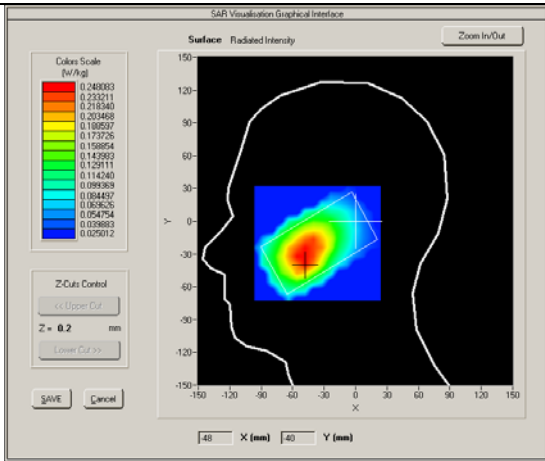 SAR Visualisation Graphical Interface
Surface Radiated Intensity
Zoom In/Out
Colors Scale
(W/kg)
0.248083
0.233211
0.218340
0.203468
0.188597
0.173726
0.158854
0.143983
0.129111
0.114240
0.099369
0.084497
0.069626
0.054754
0.039883
0.025012
Z-Cuts Control
<< Upper Cut
Z = 0.2 mm
Lower Cut >>
SAVE Cancel
150
90
60
30
0
-30
-60
-90
-120
-150
Y
-150 -120 -90 -60 -30 0 30 60 90 120 150
X
-48 X (mm) -40 Y (mm)